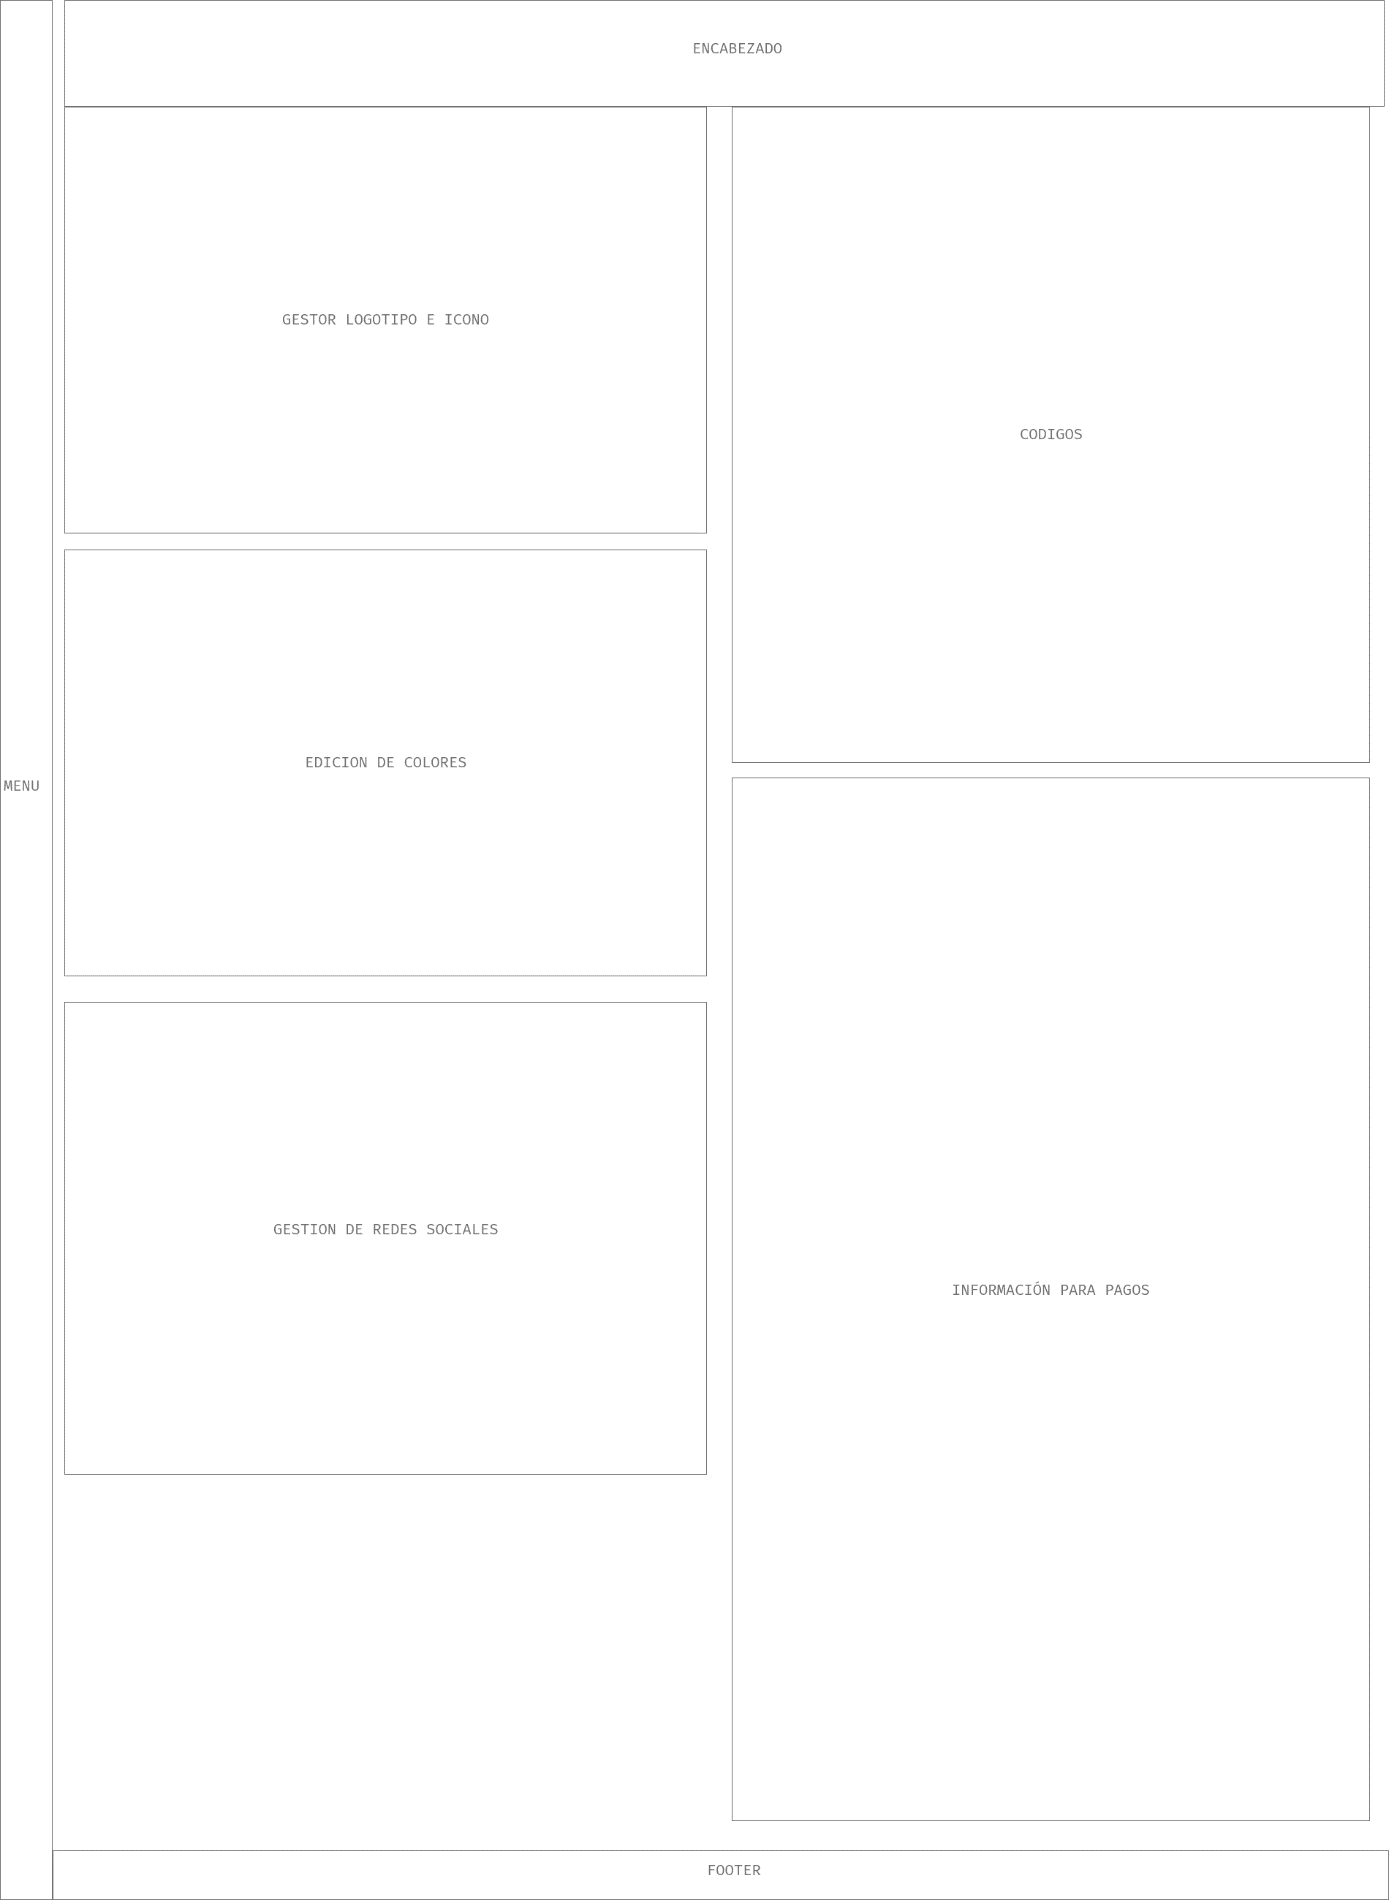 ENCABEZADO
GESTOR LOGOTIPO E ICONO
CODIGOS
EDICION DE COLORES
MENU
GESTION DE REDES SOCIALES
INFORMACIÓN PARA PAGOS
FOOTER